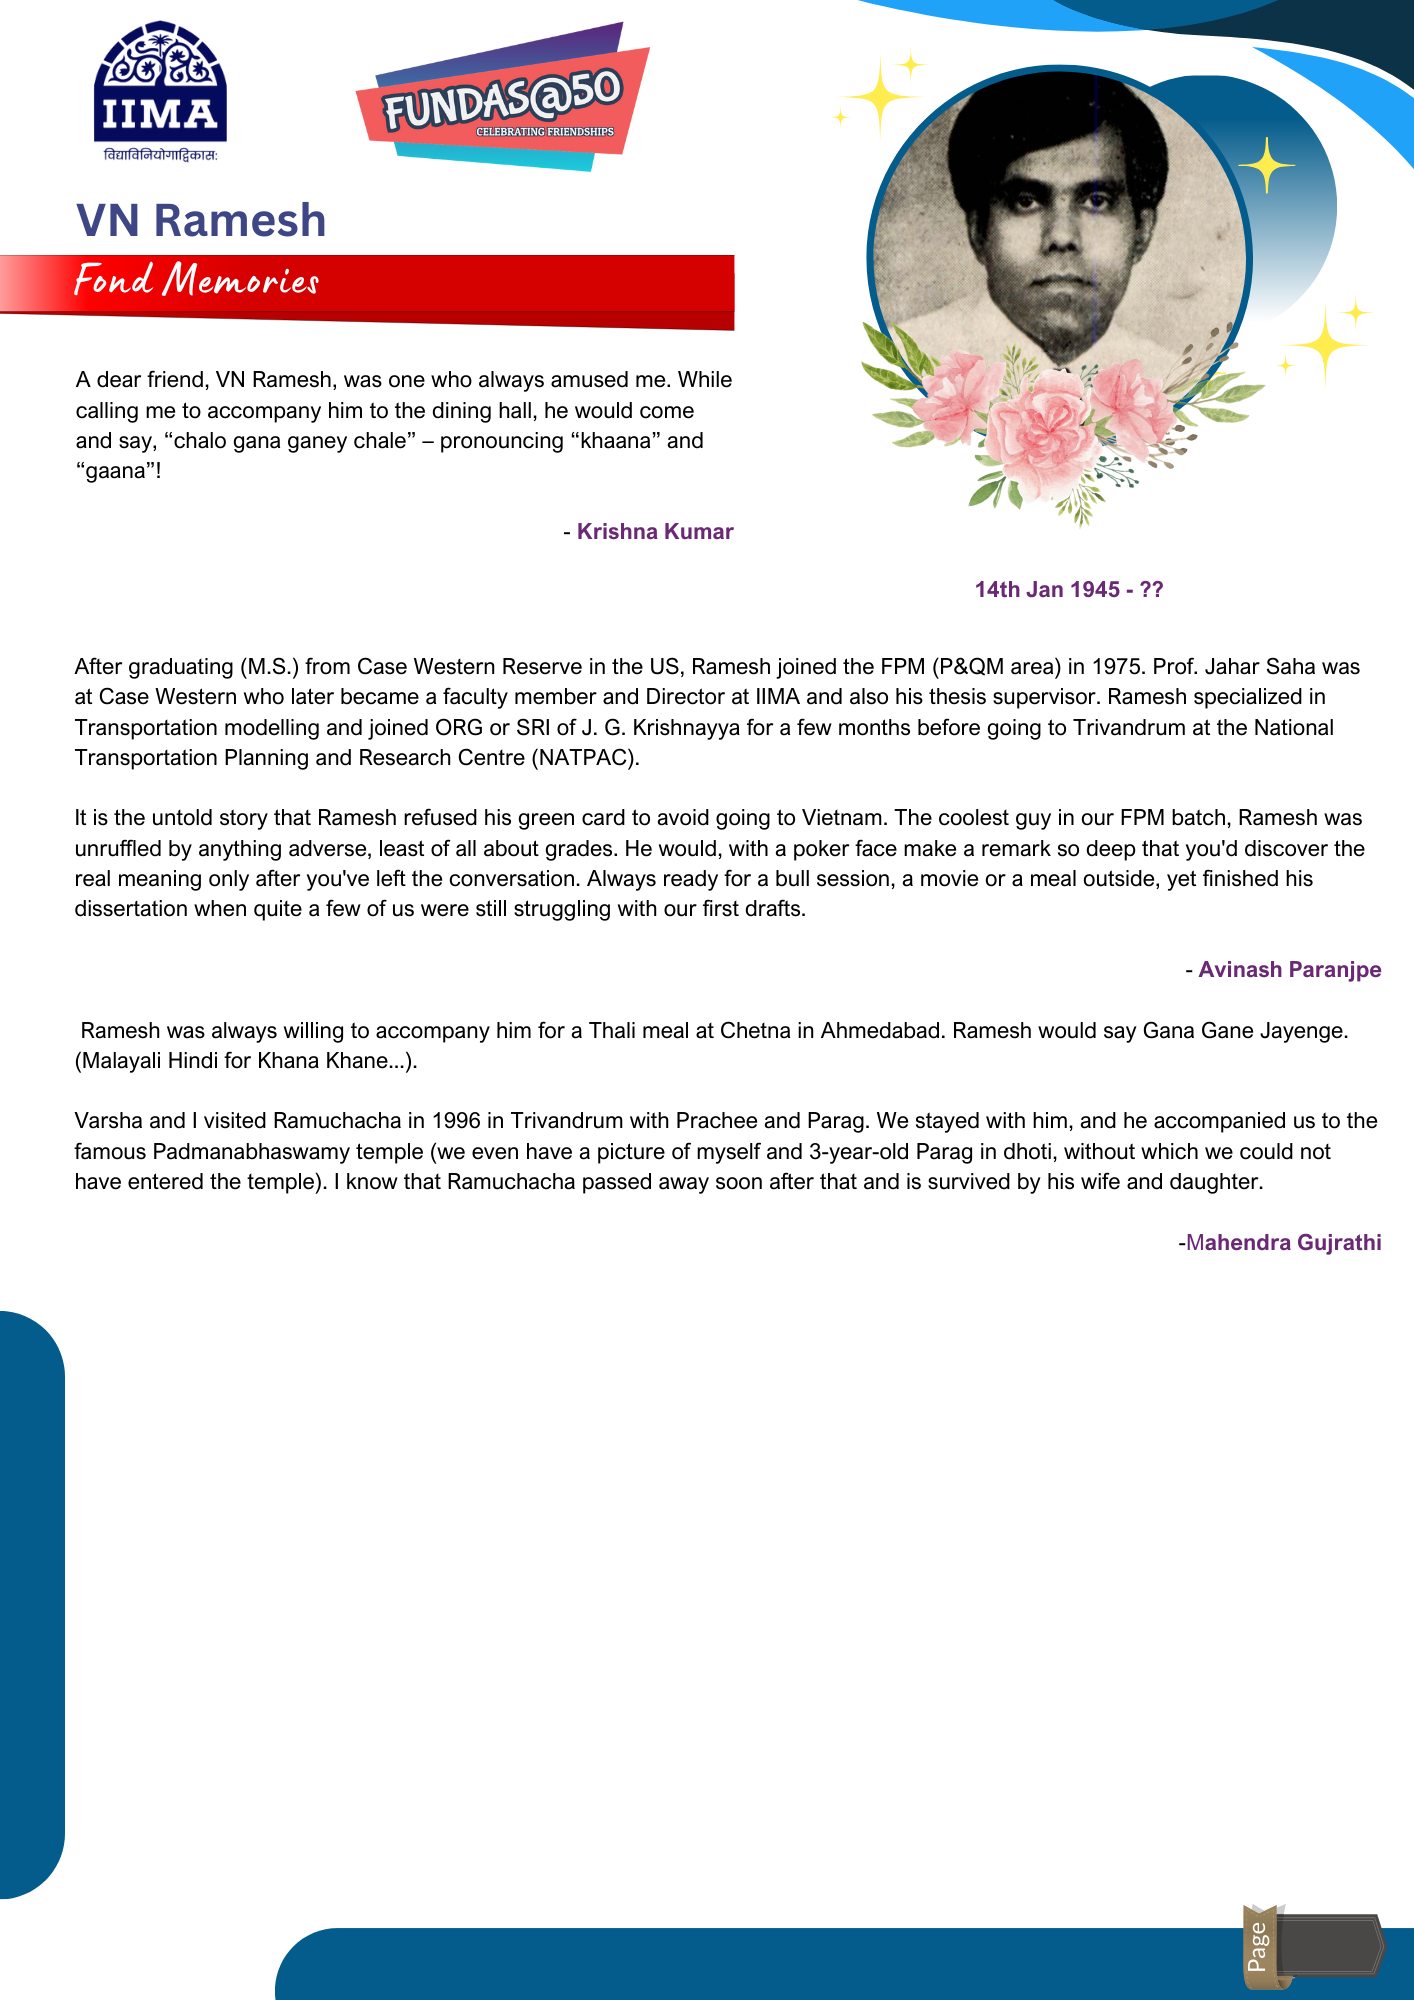 IIMA
विद्याविनियोगाद्विकास:
FUNDAS@50
CELEBRATING FRIENDSHIPS
VN Ramesh
Fond Memories
A dear friend, VN Ramesh, was one who always amused me. While
calling me to accompany him to the dining hall, he would come
and say, “chalo gana ganey chale” – pronouncing “khaana” and
“gaana”!
- Krishna Kumar
14th Jan 1945 - ??
After graduating (M.S.) from Case Western Reserve in the US, Ramesh joined the FPM (P&QM area) in 1975. Prof. Jahar Saha was
at Case Western who later became a faculty member and Director at IIMA and also his thesis supervisor. Ramesh specialized in
Transportation modelling and joined ORG or SRI of J. G. Krishnayya for a few months before going to Trivandrum at the National
Transportation Planning and Research Centre (NATPAC).
It is the untold story that Ramesh refused his green card to avoid going to Vietnam. The coolest guy in our FPM batch, Ramesh was
unruffled by anything adverse, least of all about grades. He would, with a poker face make a remark so deep that you'd discover the
real meaning only after you've left the conversation. Always ready for a bull session, a movie or a meal outside, yet finished his
dissertation when quite a few of us were still struggling with our first drafts.
- Avinash Paranjpe
Ramesh was always willing to accompany him for a Thali meal at Chetna in Ahmedabad. Ramesh would say Gana Gane Jayenge.
(Malayali Hindi for Khana Khane...).
Varsha and I visited Ramuchacha in 1996 in Trivandrum with Prachee and Parag. We stayed with him, and he accompanied us to the
famous Padmanabhaswamy temple (we even have a picture of myself and 3-year-old Parag in dhoti, without which we could not
have entered the temple). I know that Ramuchacha passed away soon after that and is survived by his wife and daughter.
-Mahendra Gujrathi
Page